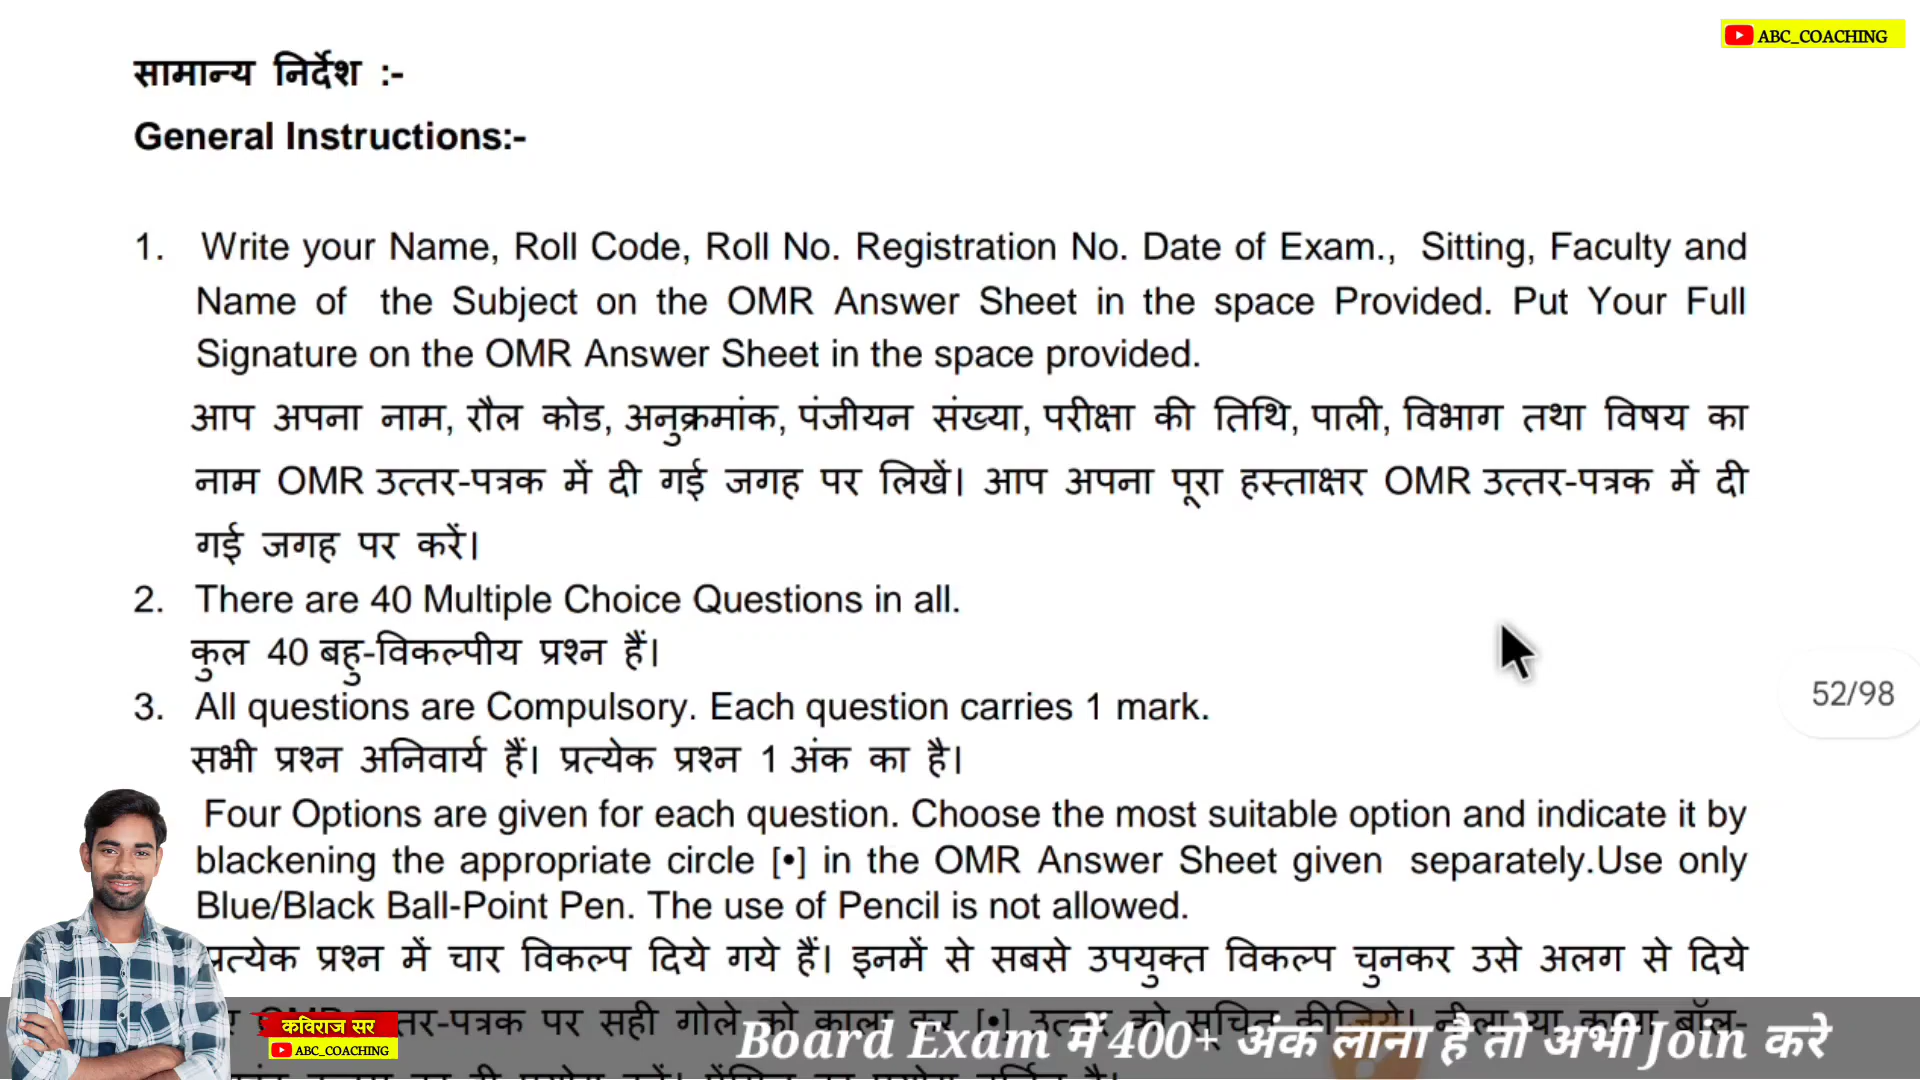 ABC_COACHING
सामान्य निर्देश :-
General Instructions:-
1. Write your Name, Roll Code, Roll No. Registration No. Date of Exam., Sitting, Faculty and
Name of the Subject on the OMR Answer Sheet in the space Provided. Put Your Full
Signature on the OMR Answer Sheet in the space provided.
आप अपना नाम, रौल कोड, अनुक्रमांक, पंजीयन संख्या, परीक्षा की तिथि, पाली, विभाग तथा विषय का
नाम OMR उत्तर-पत्रक में दी गई जगह पर लिखें। आप अपना पूरा हस्ताक्षर OMR उत्तर-पत्रक में दी
गई जगह पर करें।
2. There are 40 Multiple Choice Questions in all.
कुल 40 बहु-विकल्पीय प्रश्न हैं।
52/98
3. All questions are Compulsory. Each question carries 1 mark.
सभी प्रश्न अनिवार्य हैं। प्रत्येक प्रश्न 1 अंक का है।
Four Options are given for each question. Choose the most suitable option and indicate it by
blackening the appropriate circle [•] in the OMR Answer Sheet given separately.Use only
Blue/Black Ball-Point Pen. The use of Pencil is not allowed.
प्रत्येक प्रश्न में चार विकल्प दिये गये हैं। इनमें से सबसे उपयुक्त विकल्प चुनकर उसे अलग से दिये
पर सही गोले को काला कर [•]
कविराज सर
ABC_COACHING
Board Exam में 400+ अंक लाना है तो अभी Join करे